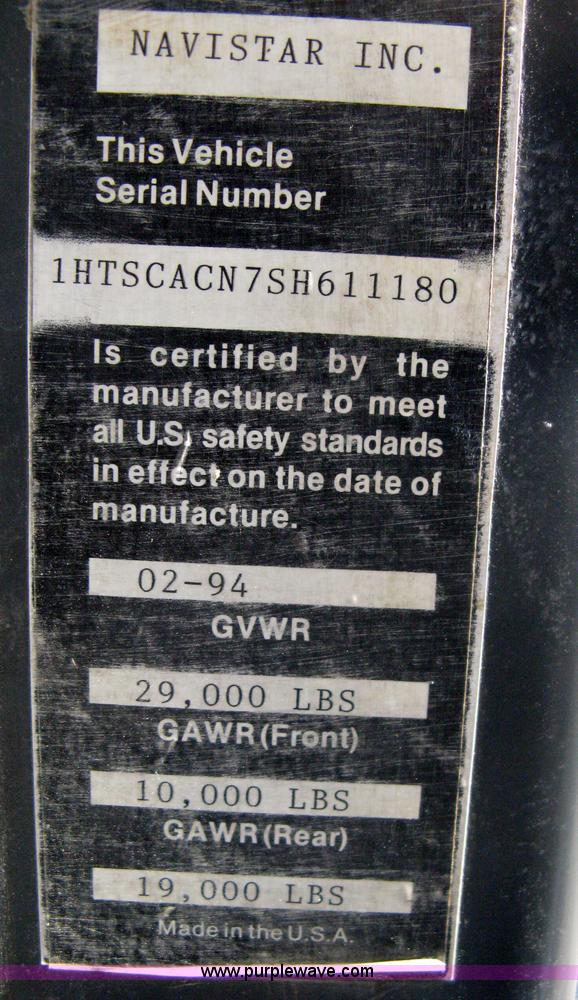 NAVISTAR INC.
This Vehicle
Serial Number
1HTSCACN7SH611180
Is certified by the
manufacturer to meet
all U.S. safety standards
in effect on the date of
manufacture.
02-94
GVWR
29,000 LBS
GAWR (Front)
10,000 LBS
GAWR (Rear)
19,000 LBS
Made in the U.S.A.
www.purplewave.com